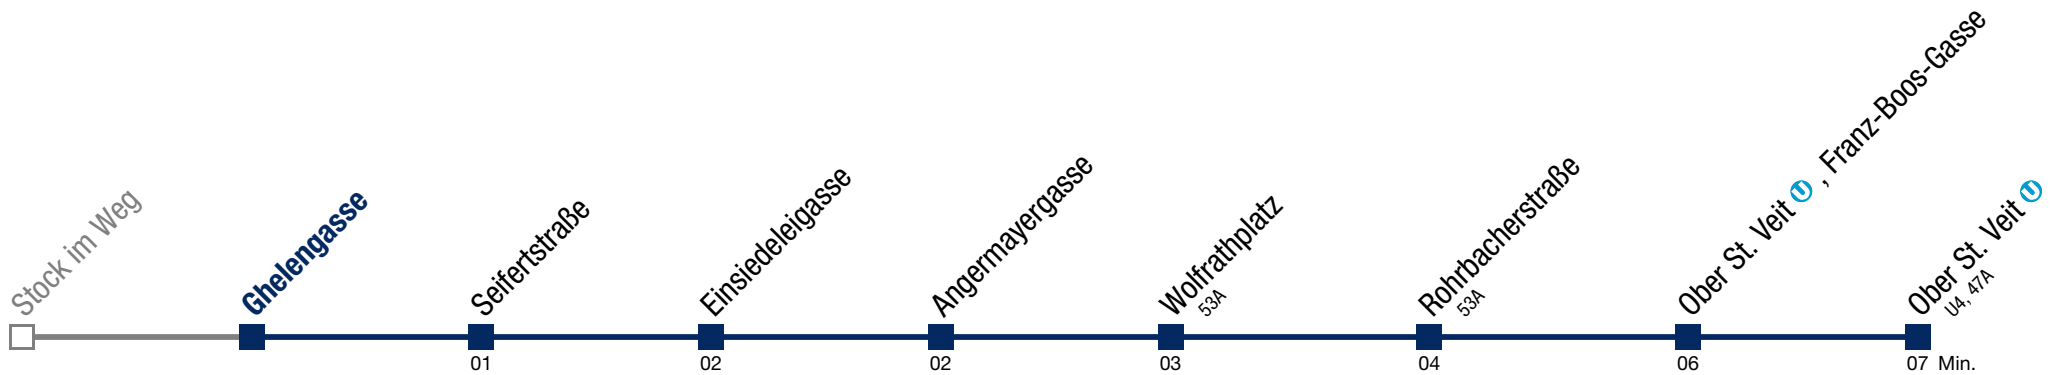 Stock im Weg
Ghelengasse
Seifertstraße
Einsiedeleigasse
Angermayergasse
Wolfrathplatz
53A
Rohrbacherstraße
53A
Ober St. Veit U , Franz-Boos-Gasse
Ober St. Veit U
U4, 47A
01 02 02 03 04 06 07 Min.